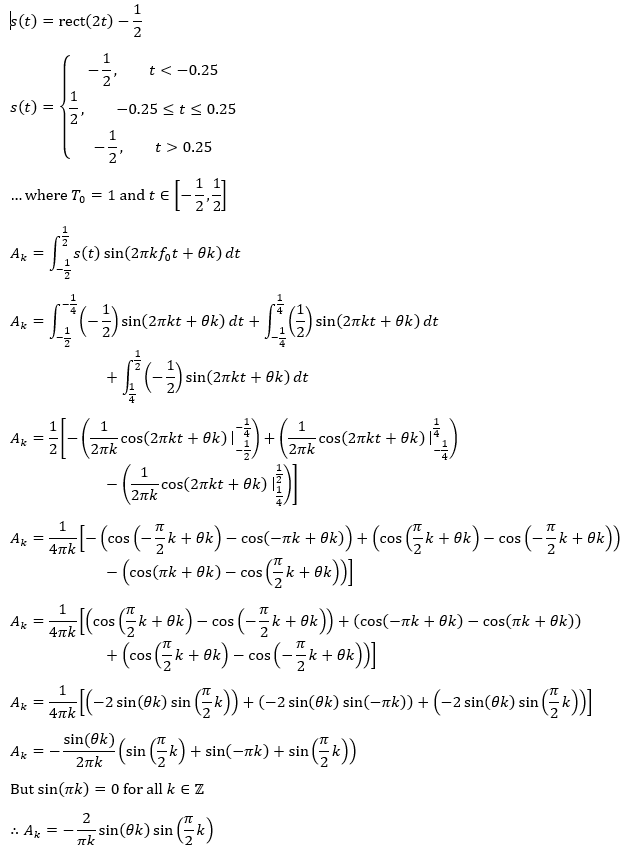 s(t) = rect(2t) − 1/2
s(t) = { −1/2, t < −0.25
1/2, −0.25 ≤ t ≤ 0.25
−1/2, t > 0.25
... where T₀ = 1 and t ∈ [−1/2, 1/2]
A_k = ∫_{−1/2}^{1/2} s(t) sin(2πkf₀t + θk) dt
A_k = ∫_{−1/2}^{−1/4} (−1/2) sin(2πkt + θk) dt + ∫_{−1/4}^{1/4} (1/2) sin(2πkt + θk) dt
+ ∫_{1/4}^{1/2} (−1/2) sin(2πkt + θk) dt
A_k = 1/2 [−(1/(2πk) cos(2πkt + θk) |_{−1/2}^{−1/4}) + (1/(2πk) cos(2πkt + θk) |_{−1/4}^{1/4})
− (1/(2πk) cos(2πkt + θk) |_{1/4}^{1/2})]
A_k = 1/(4πk) [−(cos(−π/2 k + θk) − cos(−πk + θk)) + (cos(π/2 k + θk) − cos(−π/2 k + θk))
− (cos(πk + θk) − cos(π/2 k + θk))]
A_k = 1/(4πk) [(cos(π/2 k + θk) − cos(−π/2 k + θk)) + (cos(−πk + θk) − cos(πk + θk))
+ (cos(π/2 k + θk) − cos(−π/2 k + θk))]
A_k = 1/(4πk) [(−2 sin(θk) sin(π/2 k)) + (−2 sin(θk) sin(−πk)) + (−2 sin(θk) sin(π/2 k))]
A_k = − sin(θk)/(2πk) (sin(π/2 k) + sin(−πk) + sin(π/2 k))
But sin(πk) = 0 for all k ∈ ℤ
∴ A_k = − 2/(πk) sin(θk) sin(π/2 k)